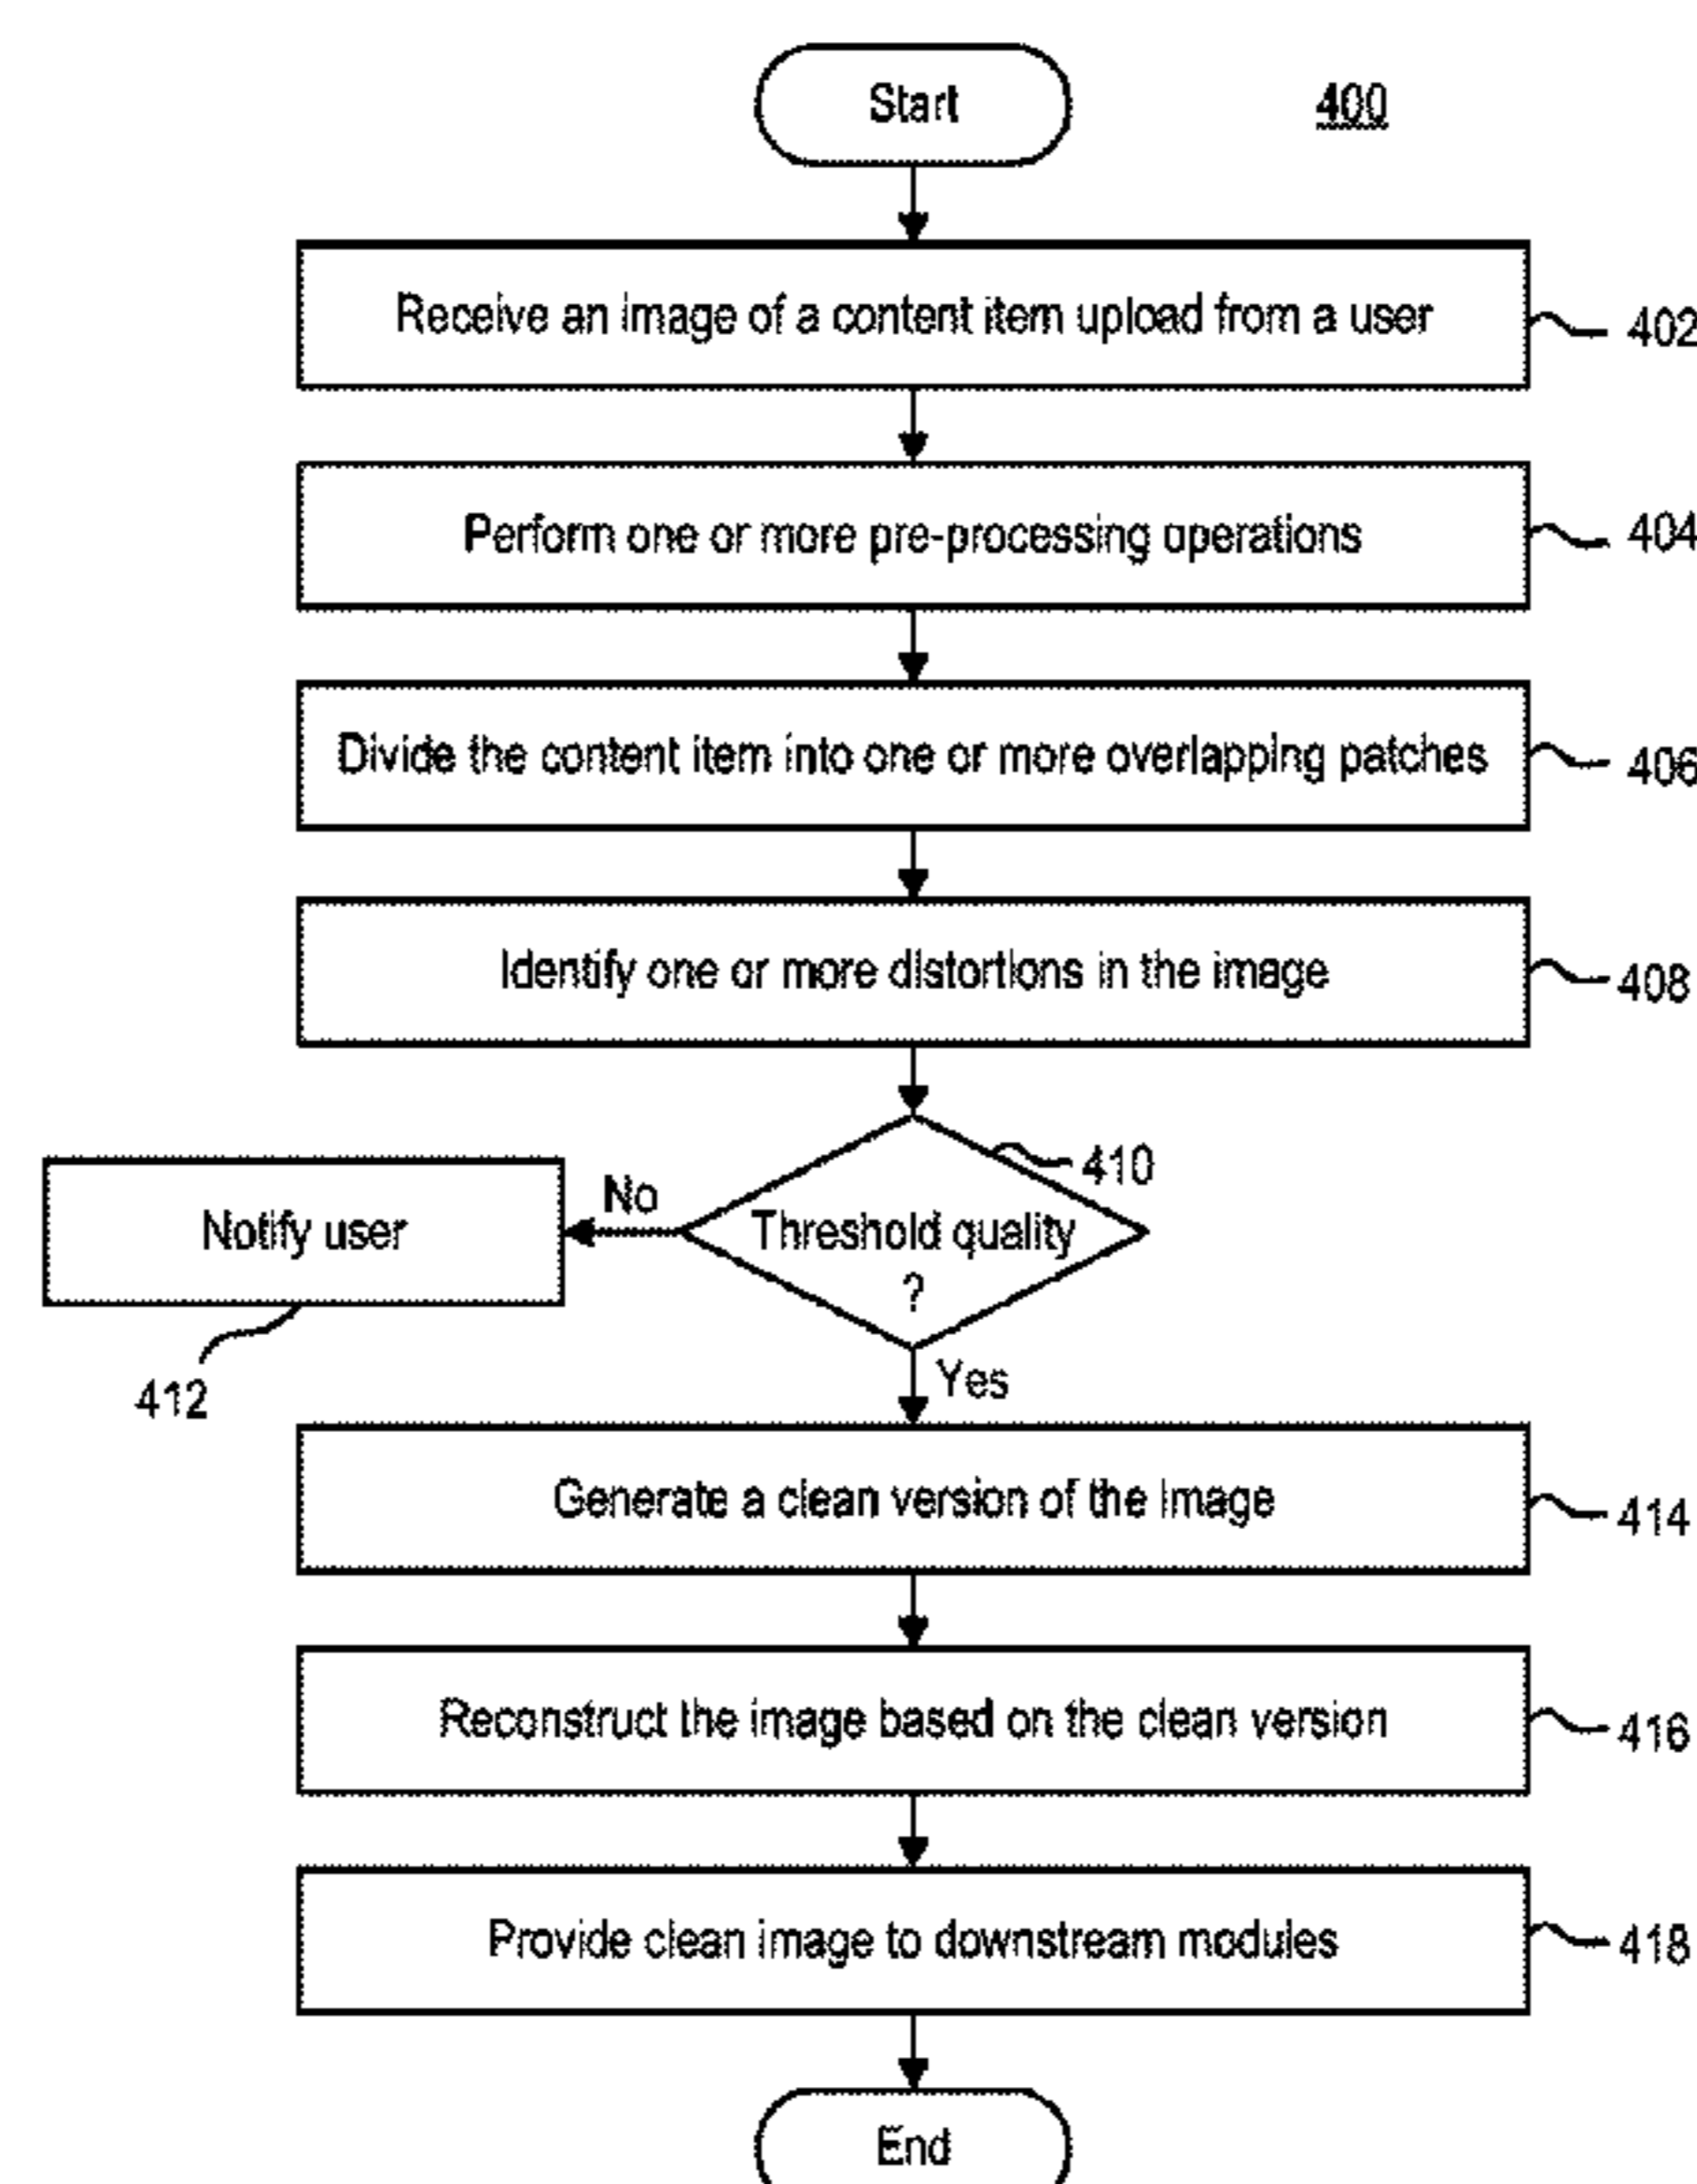 Start
400
Receive an image of a content item upload from a user
402
Perform one or more pre-processing operations
404
Divide the content item into one or more overlapping patches
406
Identify one or more distortions in the image
408
410
Threshold quality
?
No
Notify user
412
Yes
Generate a clean version of the image
414
Reconstruct the image based on the clean version
416
Provide clean image to downstream modules
418
End